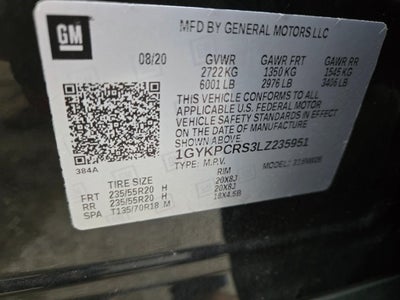 GM
MFD BY GENERAL MOTORS LLC
08/20 GVWR GAWR FRT GAWR RR
2722 KG 1350 KG 1545 KG
6001 LB 2976 LB 3406 LB
THIS VEHICLE CONFORMS TO ALL
APPLICABLE U.S. FEDERAL MOTOR
VEHICLE SAFETY STANDARDS IN EFFECT
ON THE DATE OF MANUFACTURE
SHOWN ABOVE
1GYKPCRS3LZ235951
TYPE: M.P.V. MODEL:
384A
TIRE SIZE RIM
FRT 235/55R20 H 20X8J
RR 235/55R20 H 20X8J
SPA T135/70R18 M 18X4.5B